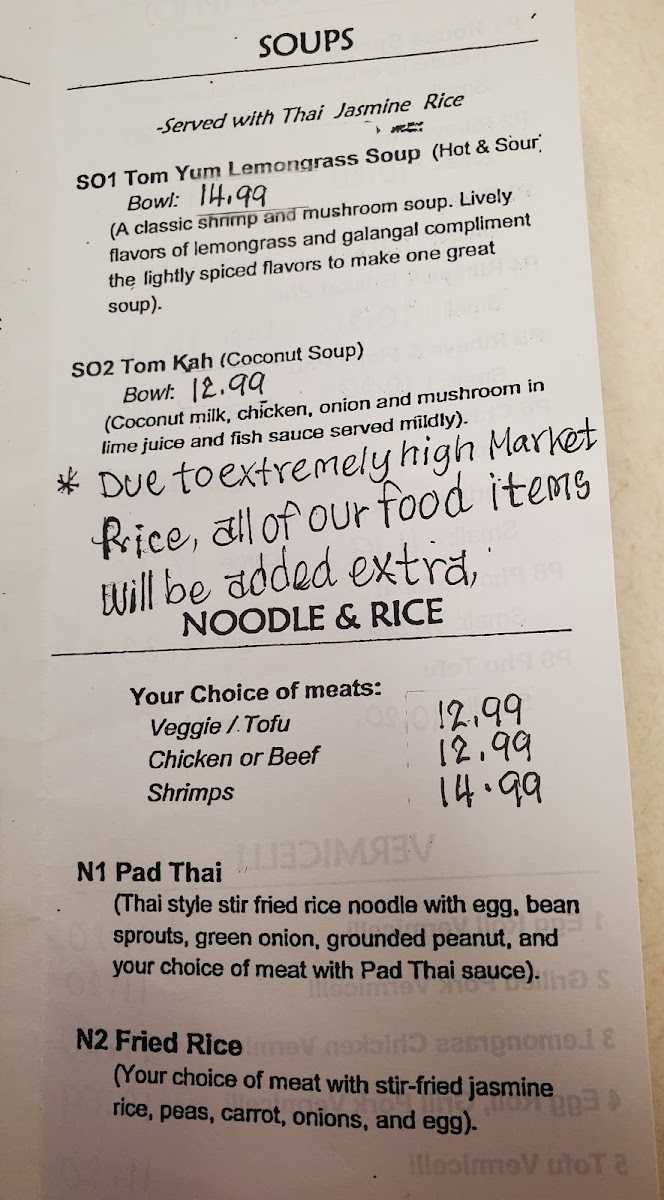 SOUPS
-Served with Thai Jasmine Rice
SO1 Tom Yum Lemongrass Soup (Hot & Sour)
Bowl: 14.99
(A classic shrimp and mushroom soup. Lively
flavors of lemongrass and galangal compliment
the lightly spiced flavors to make one great
soup).
SO2 Tom Kah (Coconut Soup)
Bowl: 12.99
(Coconut milk, chicken, onion and mushroom in
lime juice and fish sauce served mildly).
* Due to extremely high Market
Price, all of our food items
will be added extra,
NOODLE & RICE
Your Choice of meats:
Veggie / Tofu 12.99
Chicken or Beef 12.99
Shrimps 14.99
N1 Pad Thai
(Thai style stir fried rice noodle with egg, bean
sprouts, green onion, grounded peanut, and
your choice of meat with Pad Thai sauce).
N2 Fried Rice
(Your choice of meat with stir-fried jasmine
rice, peas, carrot, onions, and egg).